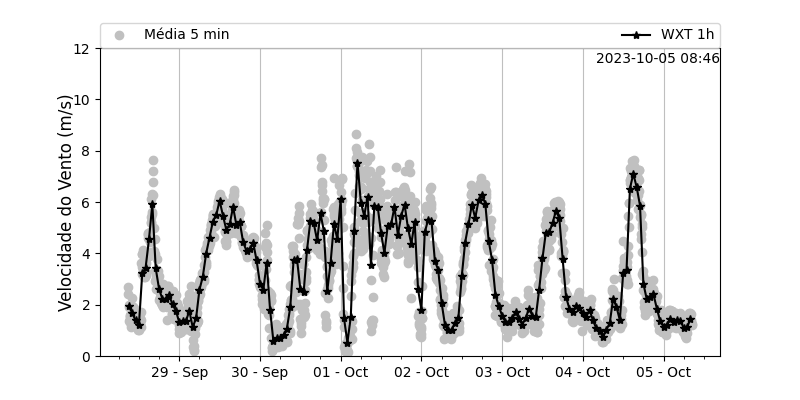 Média 5 min
WXT 1h
2023-10-05 08:46
Velocidade do Vento (m/s)
12
10
8
6
4
2
0
29 - Sep
30 - Sep
01 - Oct
02 - Oct
03 - Oct
04 - Oct
05 - Oct